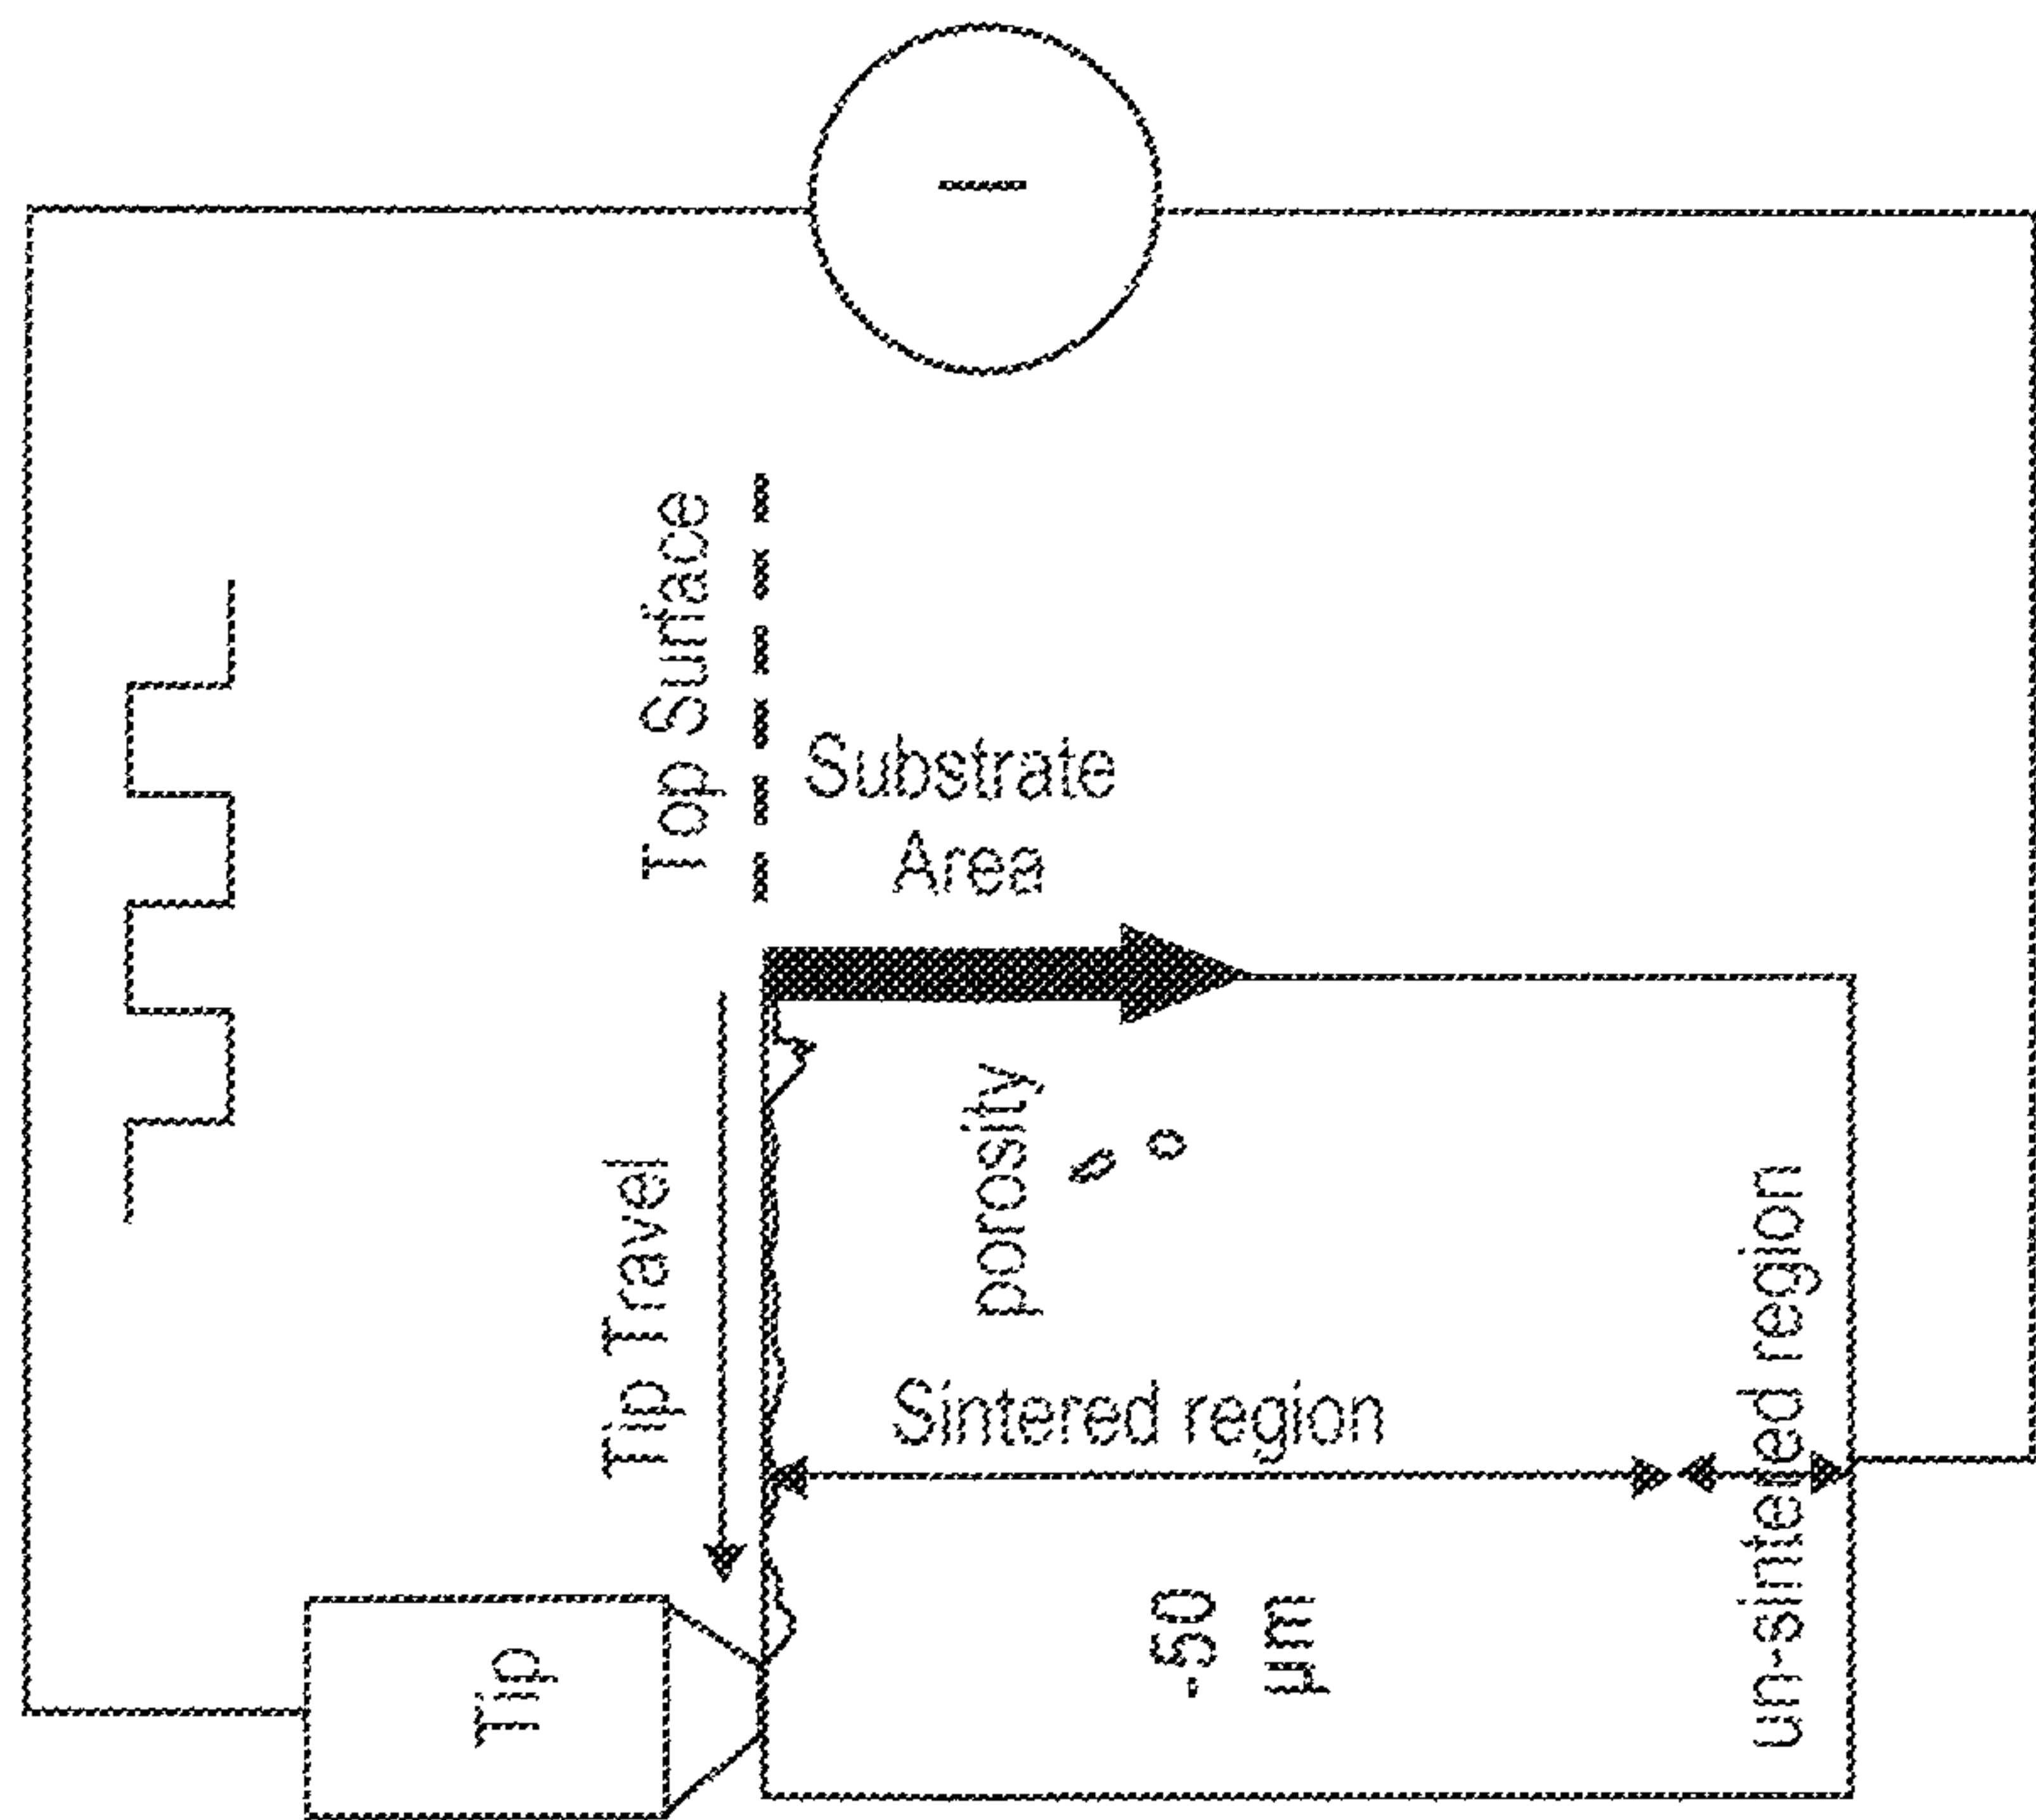 Top Surface
Substrate
Area
Tip Travel
porosity
Sintered region
un-sintered region
Tip
-50
µm